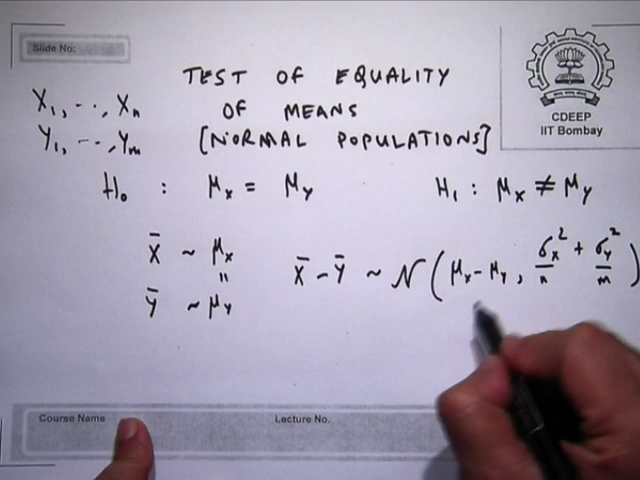 Slide No:
TEST OF EQUALITY
X₁, ..., Xₙ OF MEANS
Y₁, ..., Yₘ [NORMAL POPULATIONS]
CDEEP
IIT Bombay
H₀ : μₓ = μᵧ H₁ : μₓ ≠ μᵧ
X̄ ~ μₓ
"
Ȳ ~ μᵧ
X̄ - Ȳ ~ N(μₓ - μᵧ, σₓ²/n + σᵧ²/m)
Course Name Lecture No.